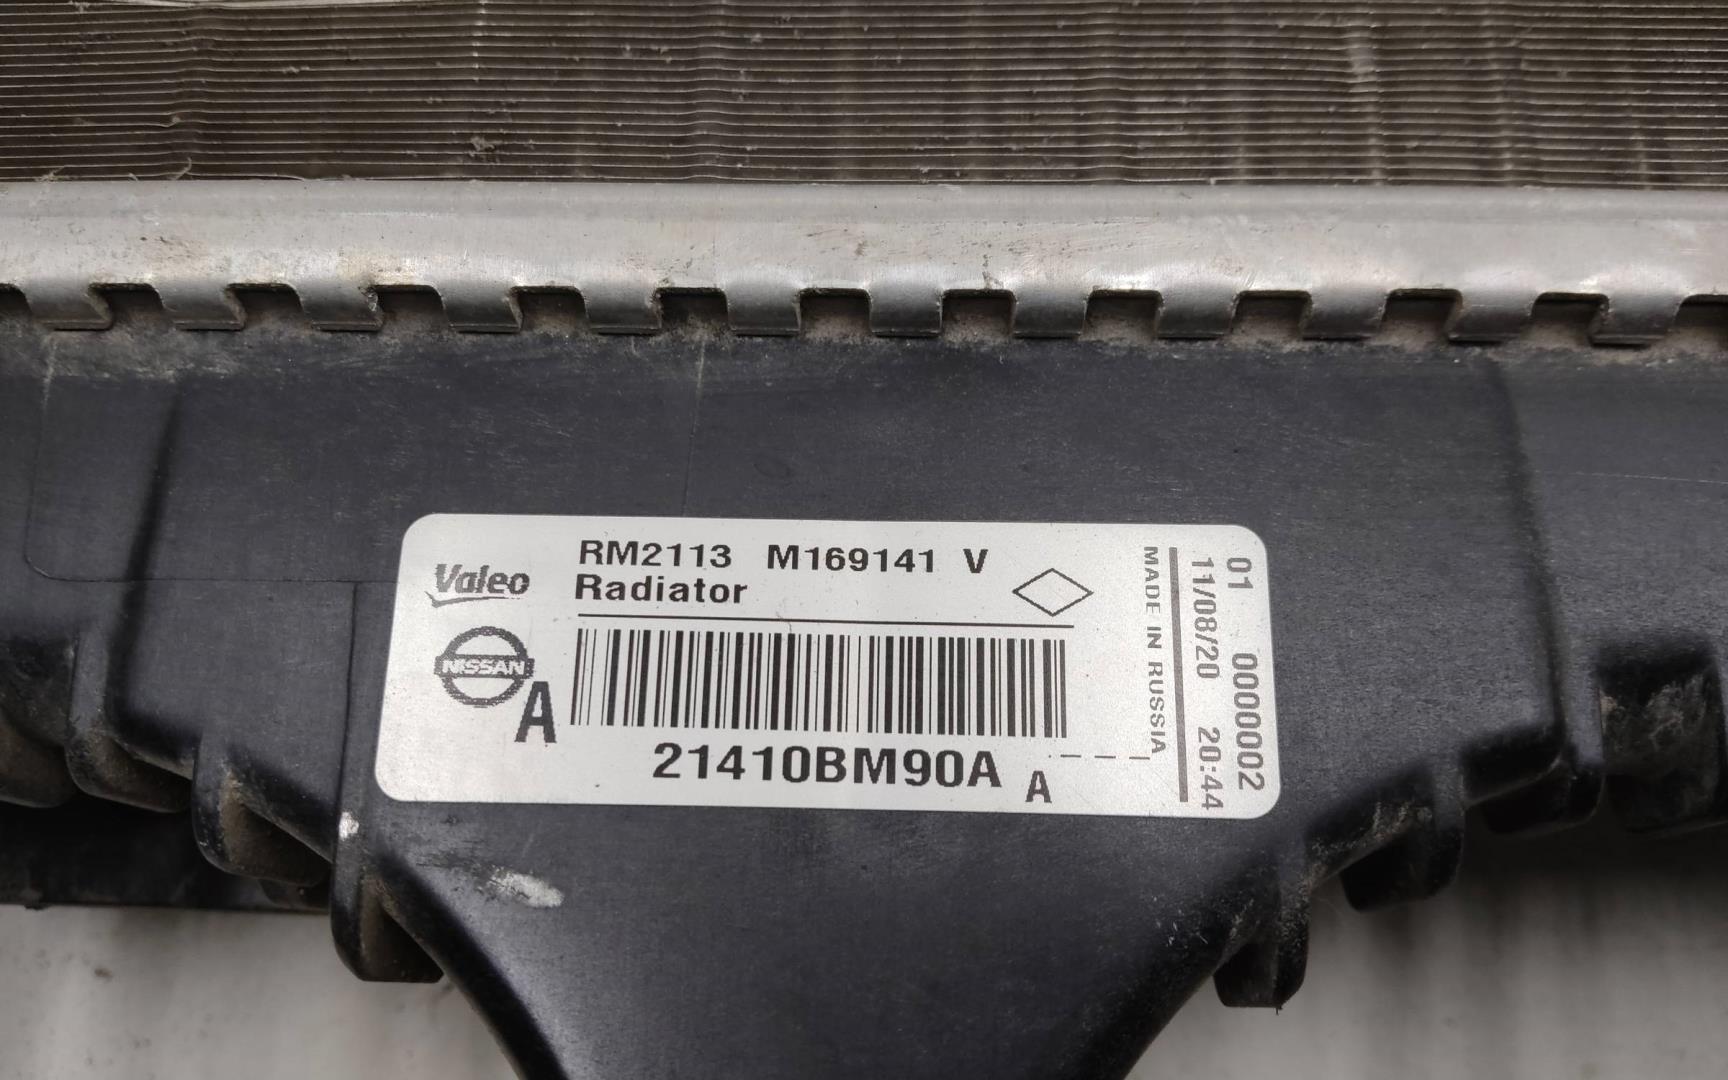 Valeo
RM2113 M169141 V
Radiator
NISSAN
A
21410BM90A A
MADE IN RUSSIA
11/08/20 20:44
01 0000002